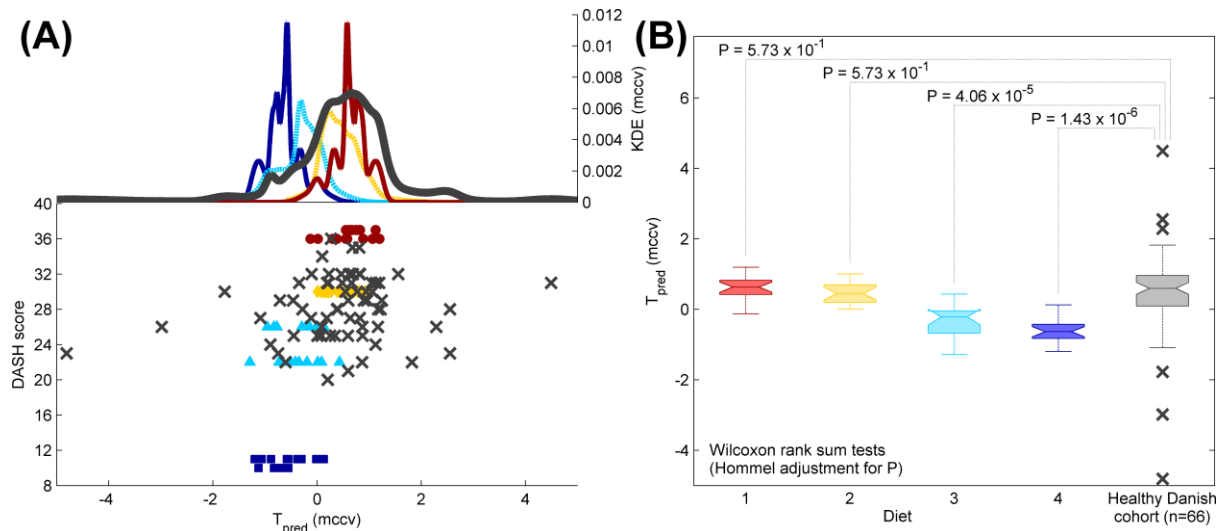 (A)
0.012
0.01
0.008
0.006
0.004
0.002
0
KDE (mccv)
40
36
32
28
24
20
16
12
8
DASH score
-4
-2
0
2
4
T_pred (mccv)
(B)
P = 5.73 x 10^-1
P = 5.73 x 10^-1
P = 4.06 x 10^-5
P = 1.43 x 10^-6
6
4
2
0
-2
-4
T_pred (mccv)
Wilcoxon rank sum tests
(Hommel adjustment for P)
1
2
3
4
Healthy Danish
cohort (n=66)
Diet